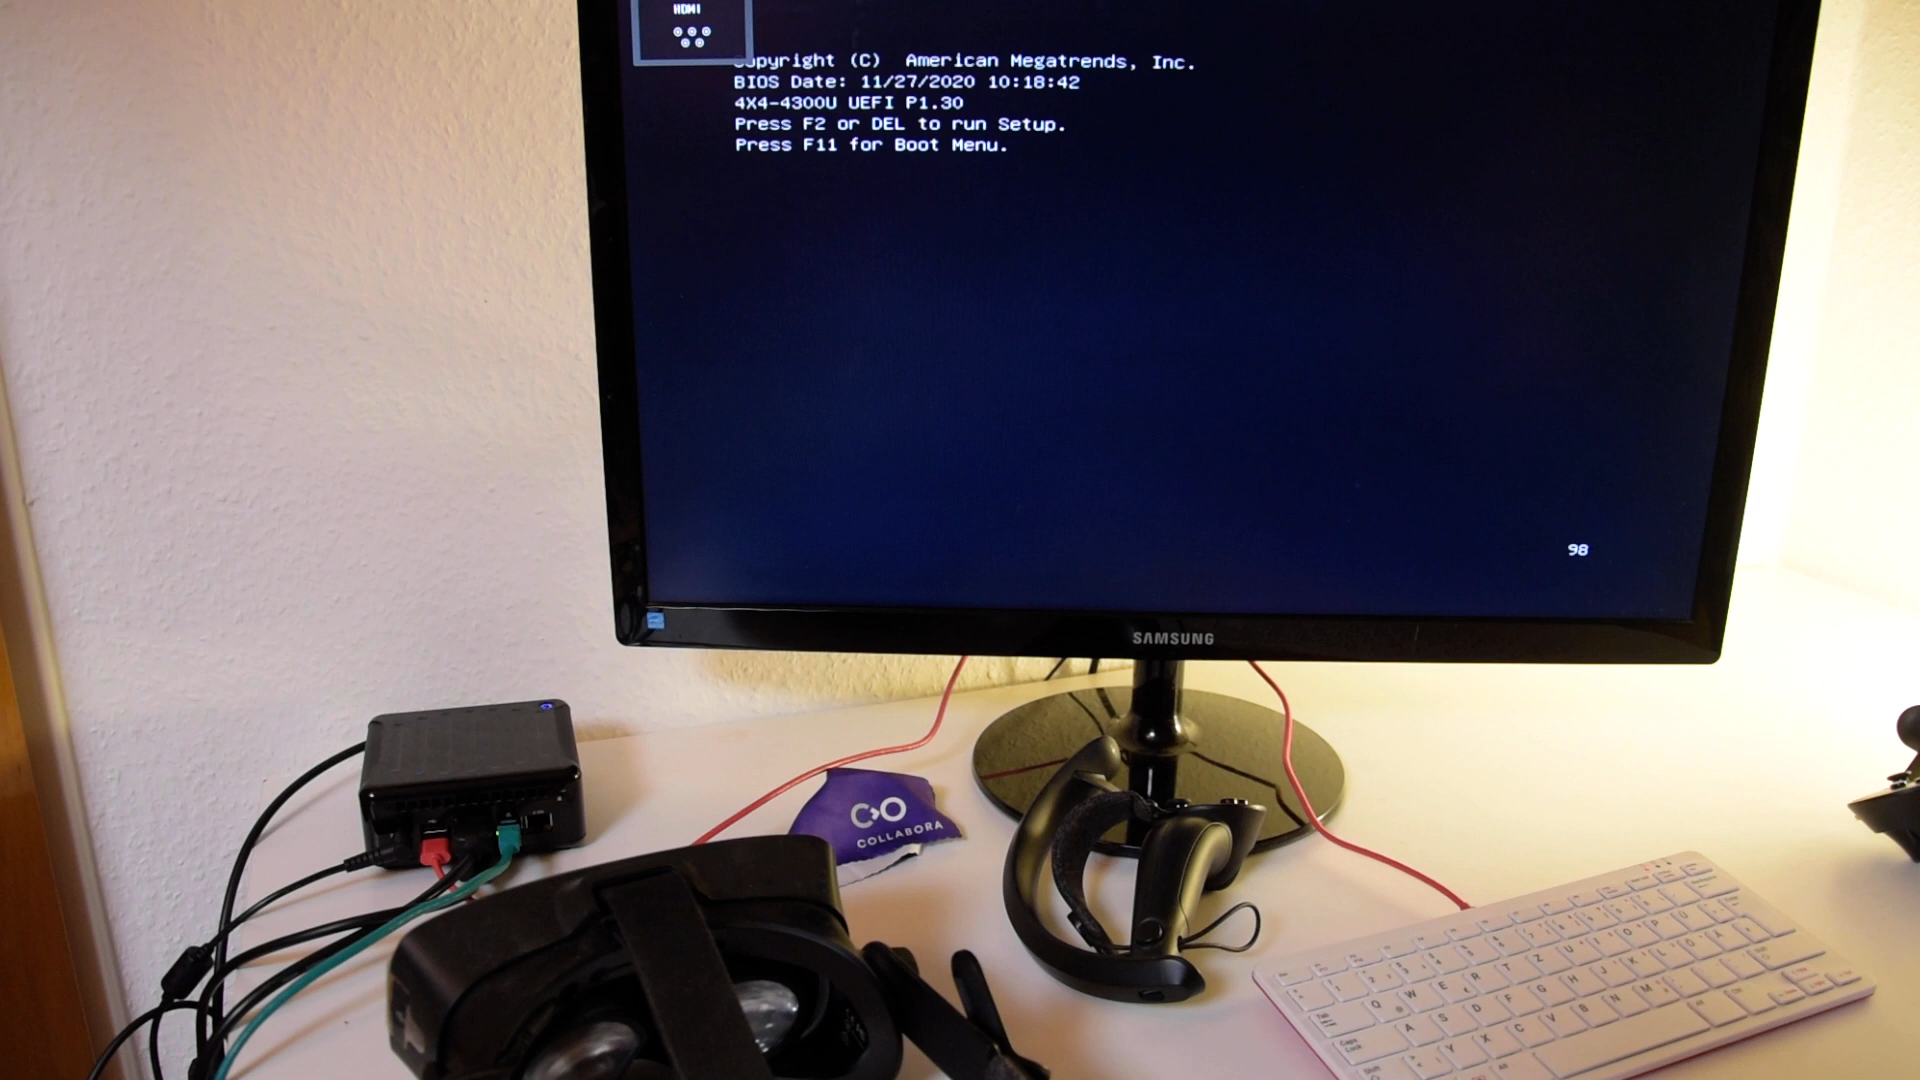 HDMI
Copyright (C) American Megatrends, Inc.
BIOS Date: 11/27/2020 10:18:42
4X4-4300U UEFI P1.30
Press F2 or DEL to run Setup.
Press F11 for Boot Menu.
98
SAMSUNG
COLLABORA
Q W E R T Z U I O P Ü
A S D F G H J K L Ö Ä
Y X C V B N M